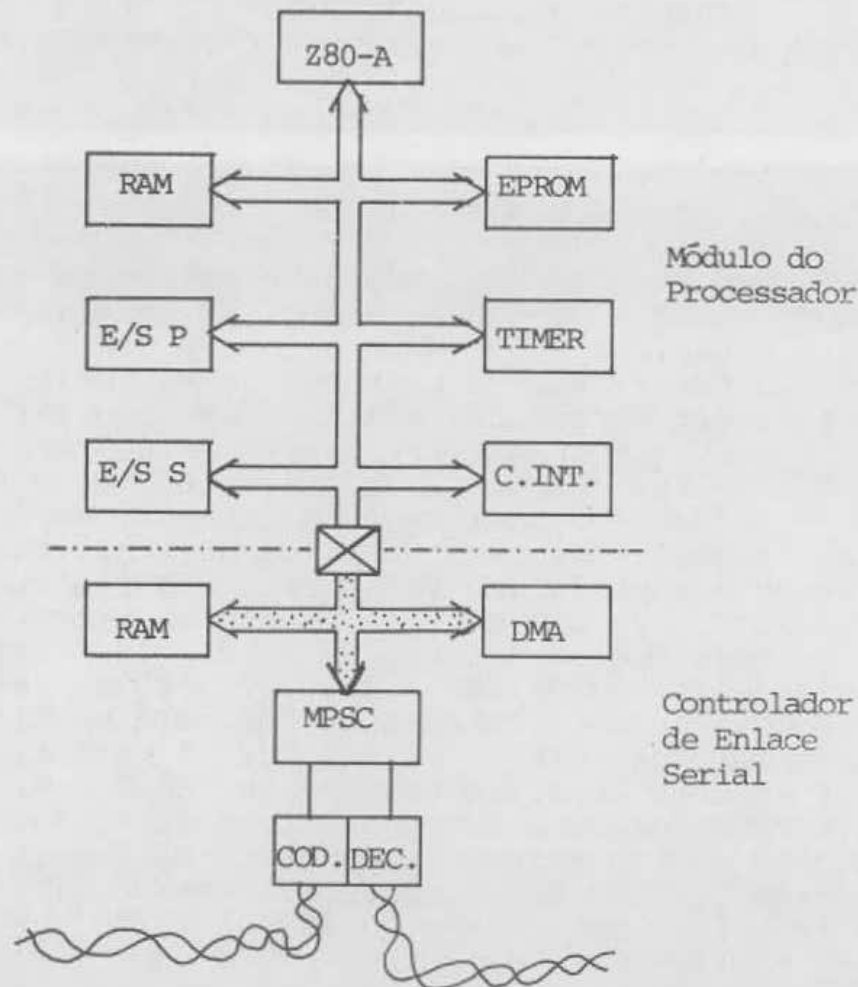 Z80-A
RAM
EPROM
Módulo do
Processador
E/S P
TIMER
E/S S
C.INT.
RAM
DMA
Controlador
de Enlace
Serial
MPSC
COD.
DEC.